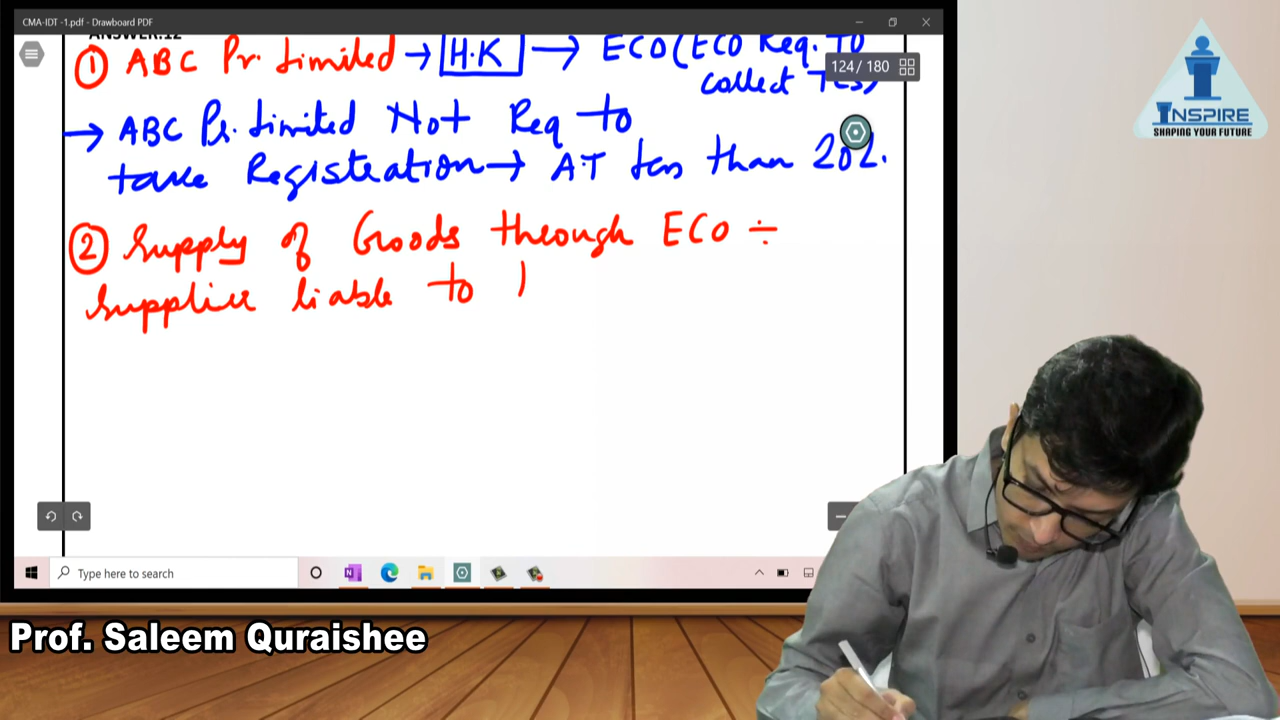 CMA-IDT -1.pdf - Drawboard PDF
ANSWER:12
① ABC Pr. Limited → H.K → ECO (ECO Req. to
collect TCS)
124 / 180
→ ABC Pr. Limited Not Req to
take Registration → A.T less than 20L.
② Supply of Goods through ECO ÷
supplier liable to
Type here to search
INSPIRE
SHAPING YOUR FUTURE
Prof. Saleem Quraishee